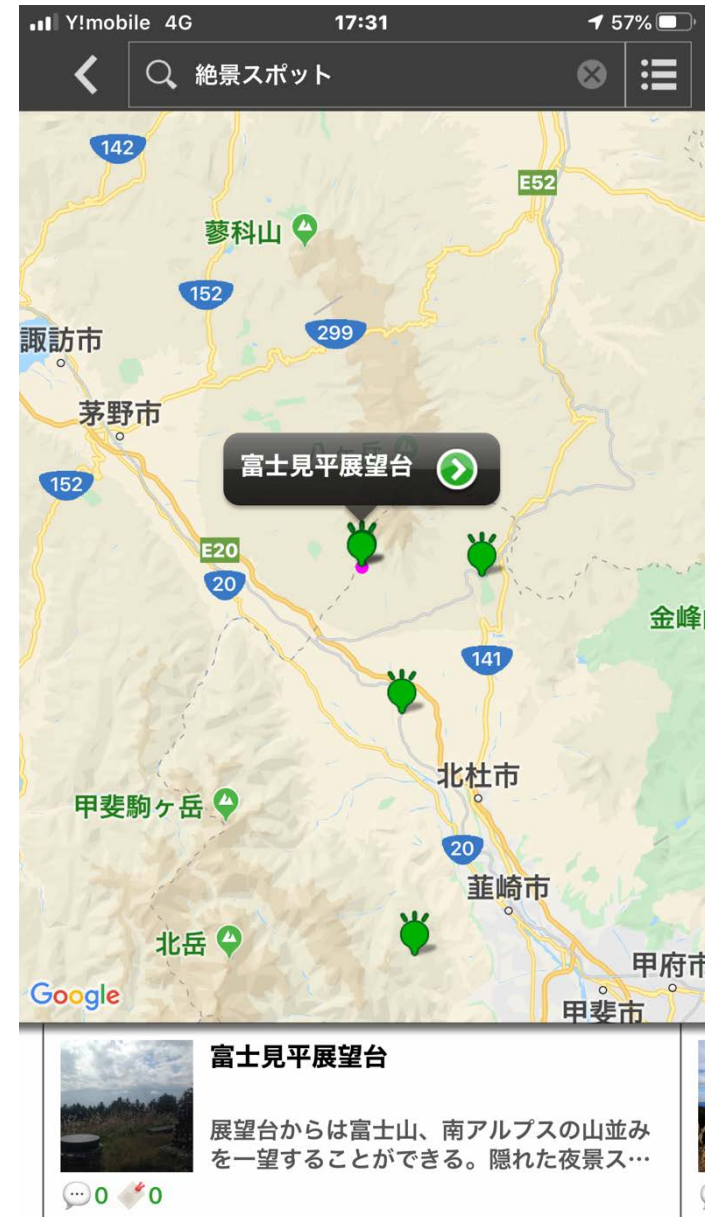 Y!mobile 4G
17:31
57%
絶景スポット
142
E52
蓼科山
152
299
諏訪市
茅野市
富士見平展望台
152
E20
20
金峰
141
北杜市
甲斐駒ヶ岳
20
韮崎市
北岳
甲府市
Google
甲斐市
富士見平展望台
展望台からは富士山、南アルプスの山並み
を一望することができる。隠れた夜景ス…
0 0